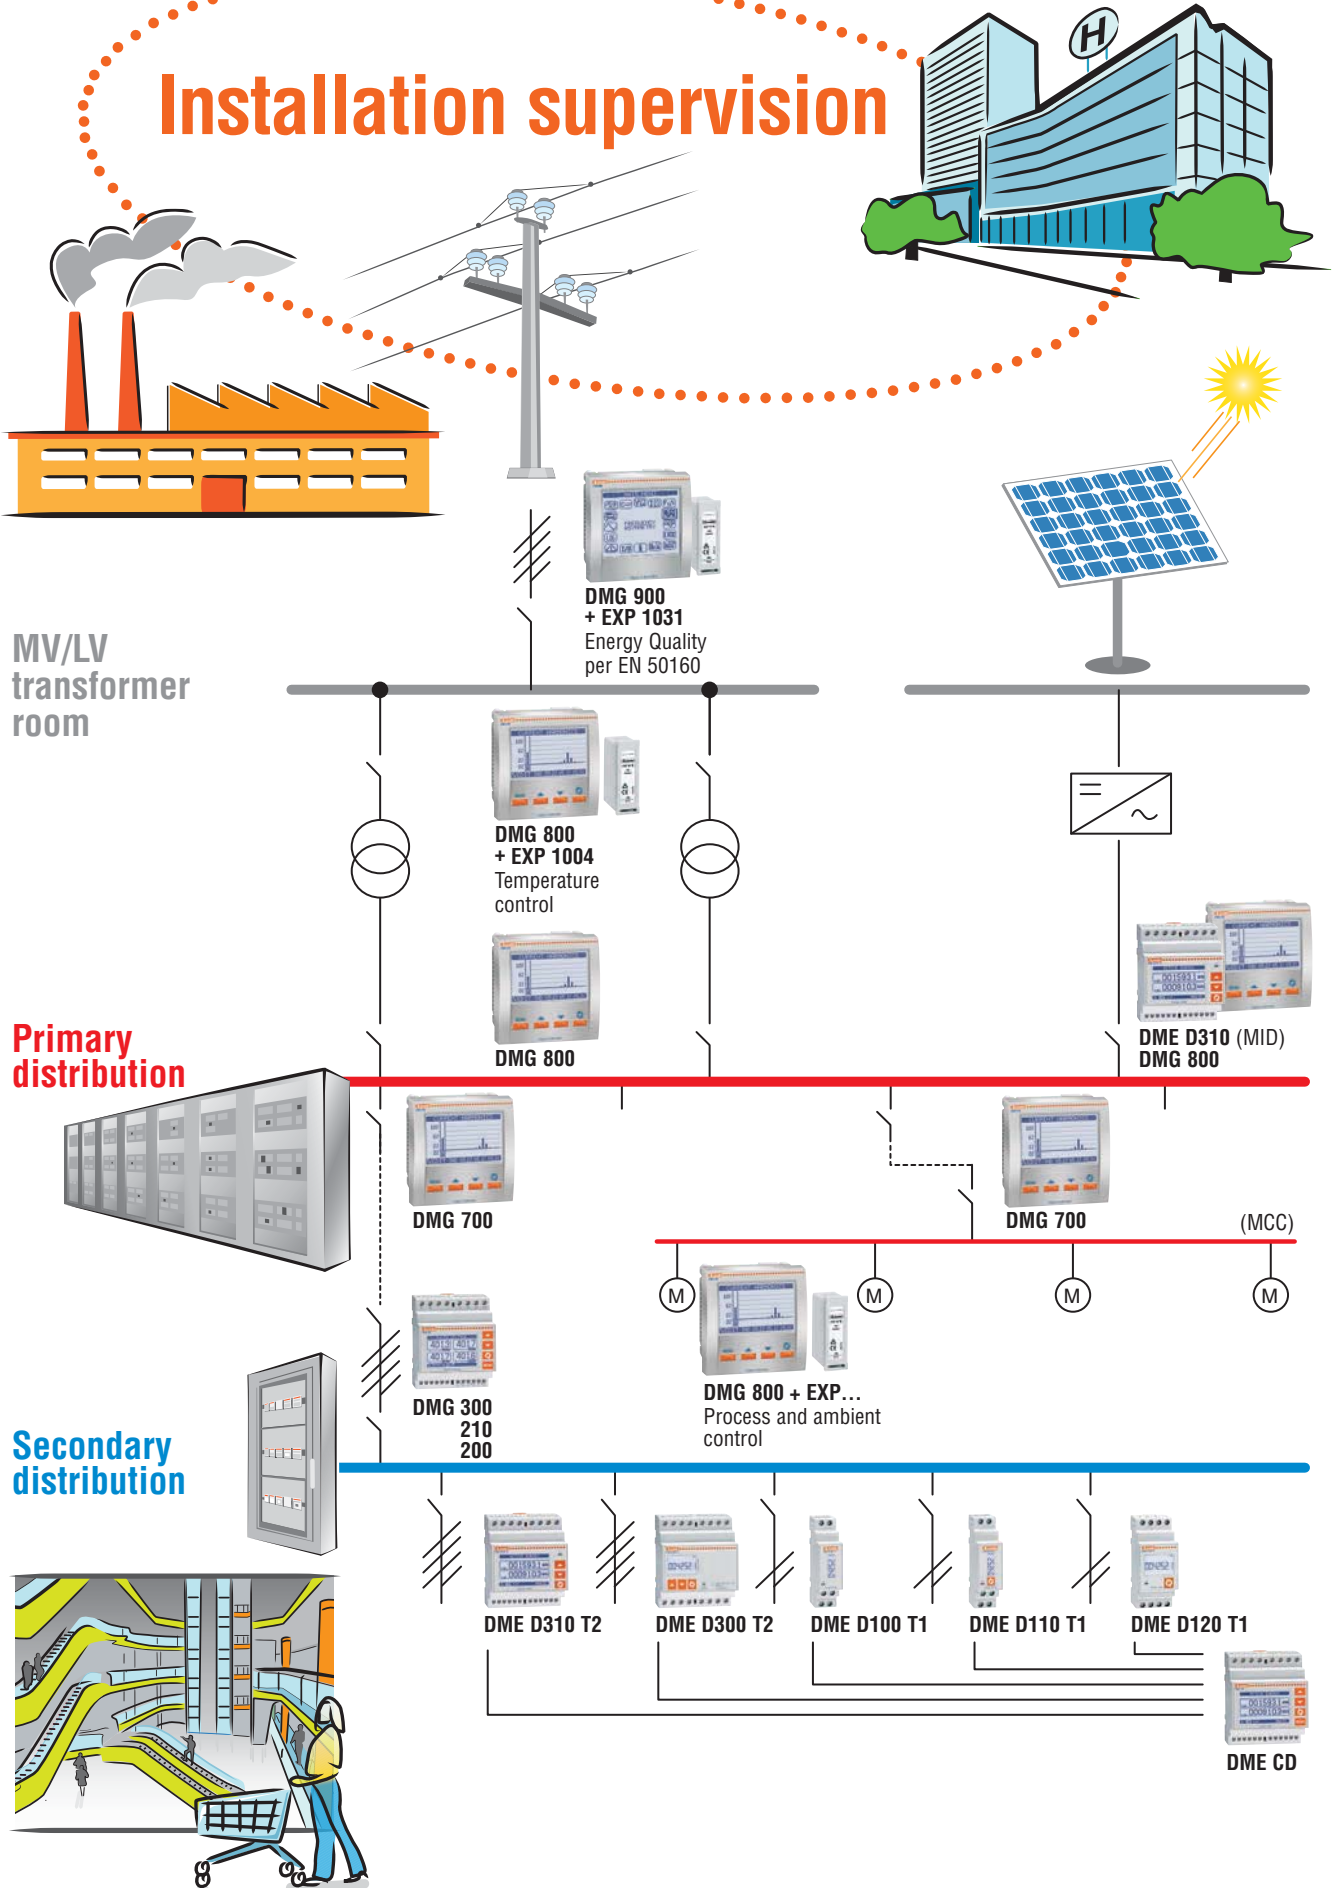 Installation supervision
H
DMG 900
+ EXP 1031
Energy Quality
per EN 50160
MV/LV
transformer
room
DMG 800
+ EXP 1004
Temperature
control
DMG 800
DME D310 (MID)
DMG 800
Primary
distribution
DMG 700
DMG 700
(MCC)
M
M
M
M
DMG 800 + EXP...
Process and ambient
control
DMG 300
210
200
Secondary
distribution
DME D310 T2
DME D300 T2
DME D100 T1
DME D110 T1
DME D120 T1
DME CD